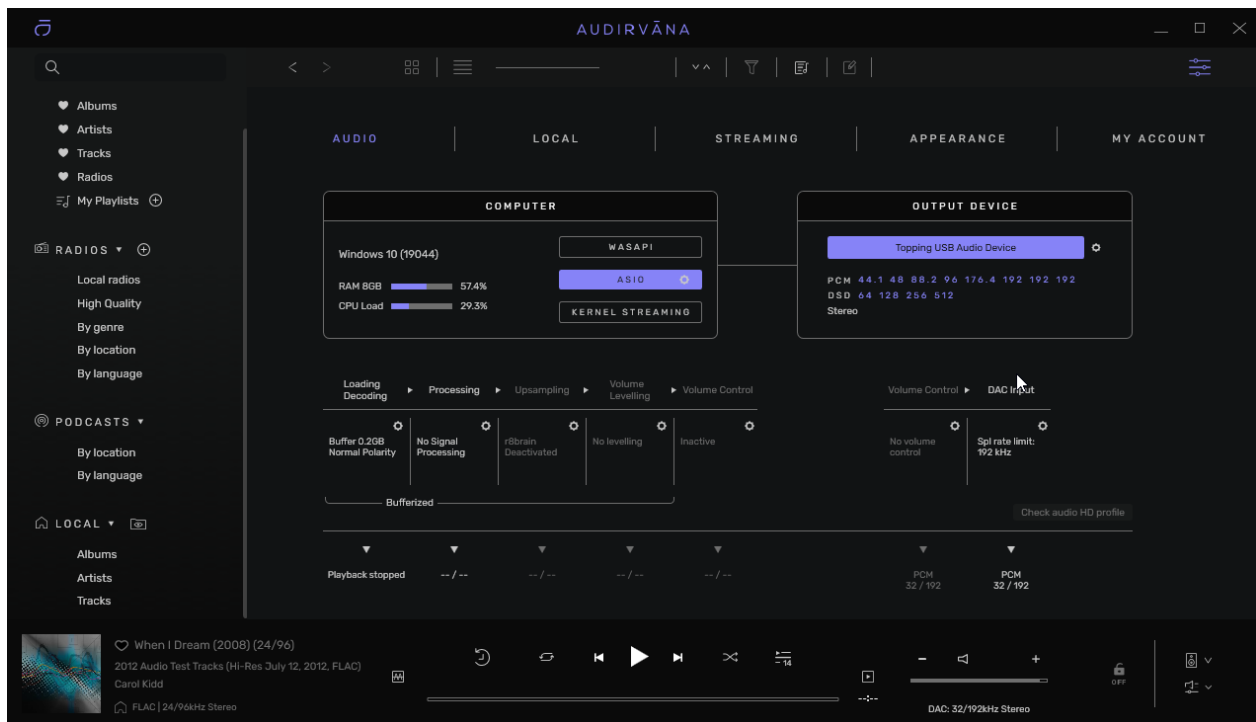 AUDIRVĀNA
Albums
Artists
Tracks
Radios
My Playlists
RADIOS
Local radios
High Quality
By genre
By location
By language
PODCASTS
By location
By language
LOCAL
Albums
Artists
Tracks
AUDIO LOCAL STREAMING APPEARANCE MY ACCOUNT
COMPUTER
Windows 10 (19044)
RAM 8GB 57.4%
CPU Load 29.3%
WASAPI
ASIO
KERNEL STREAMING
OUTPUT DEVICE
Topping USB Audio Device
PCM 44.1 48 88.2 96 176.4 192 192 192
DSD 64 128 256 512
Stereo
Loading
Decoding
Processing
Upsampling
Volume
Levelling
Volume Control
Volume Control
DAC Input
Buffer 0.2GB
Normal Polarity
No Signal
Processing
r8brain
Deactivated
No levelling
Inactive
No volume
control
Spl rate limit:
192 kHz
Bufferized
Check audio HD profile
Playback stopped
-- / --
-- / --
-- / --
-- / --
PCM
32 / 192
PCM
32 / 192
When I Dream (2008) (24/96)
2012 Audio Test Tracks (Hi-Res July 12, 2012, FLAC)
Carol Kidd
FLAC | 24/96kHz Stereo
14
--:--
DAC: 32/192kHz Stereo
OFF